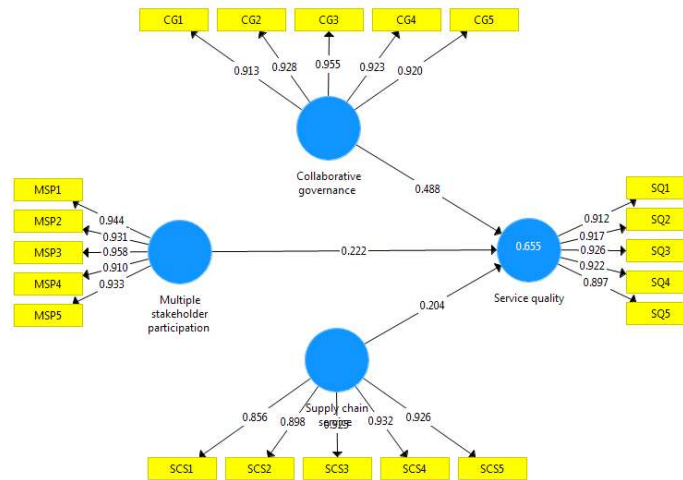 CG1 CG2 CG3 CG4 CG5
0.913 0.928 0.955 0.923 0.920
Collaborative
governance
MSP1
MSP2
MSP3
MSP4
MSP5
0.944
0.931
0.958
0.910
0.933
Multiple
stakeholder
participation
0.488
0.222
0.204
0.655
Service quality
0.912
0.917
0.926
0.922
0.897
SQ1
SQ2
SQ3
SQ4
SQ5
Supply chain
service
0.856 0.898 0.932 0.926
SCS1 SCS2 SCS3 SCS4 SCS5